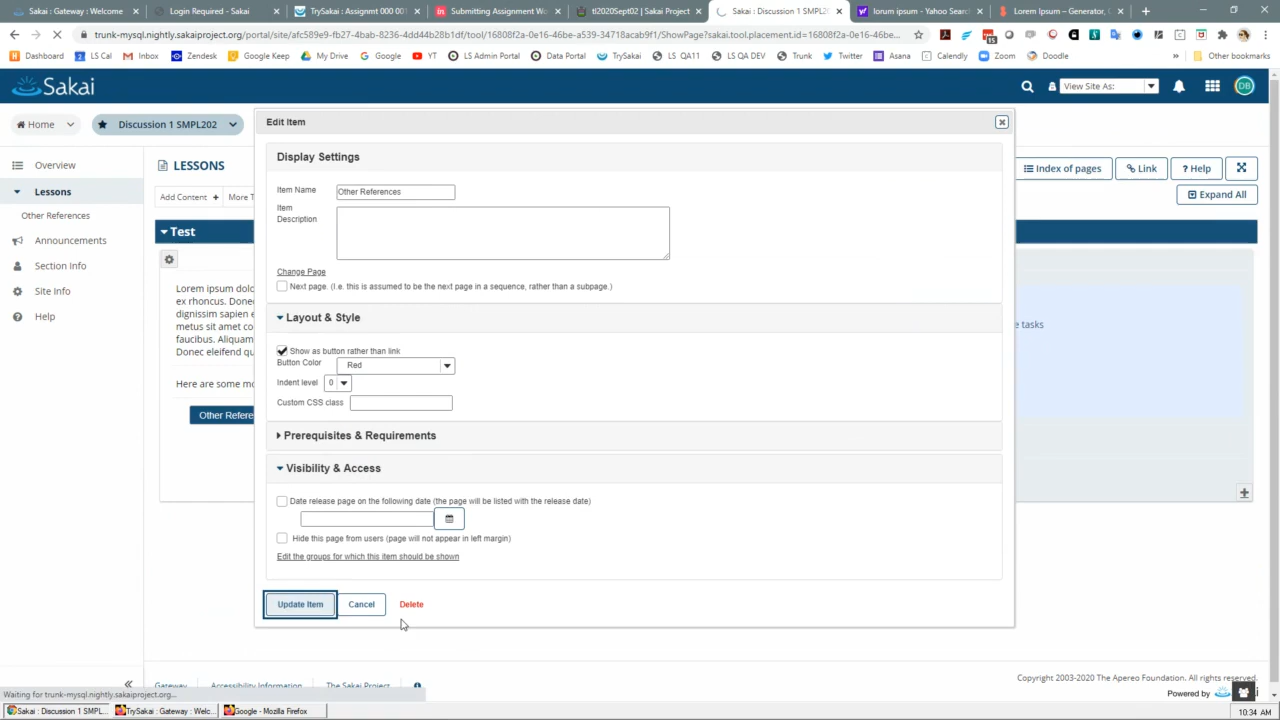 Sakai : Gateway : Welcome
Login Required - Sakai
TrySakai : Assignmt 000 001
Submitting Assignment Wo
tl2020Sept02 | Sakai Project
Sakai : Discussion 1 SMPL20
lorum ipsum - Yahoo Search
Lorem Ipsum – Generator, O
trunk-mysql.nightly.sakaiproject.org/portal/site/afc589e9-fb27-4bab-8236-4dd44b28b1df/tool/16808f2a-0e16-46be-a539-34718acab9f1/ShowPage?sakai.tool.placement.id=16808f2a-0e16-46be...
15
Dashboard
LS Cal
Inbox
Zendesk
Google Keep
My Drive
Google
YT
LS Admin Portal
Data Portal
TrySakai
LS QA11
LS QA DEV
Trunk
Twitter
Asana
Calendly
Zoom
Doodle
»
Other bookmarks
Sakai
View Site As:
DB
Home
Discussion 1 SMPL202
Overview
Lessons
Other References
Announcements
Section Info
Site Info
Help
LESSONS
Index of pages
Link
? Help
Expand All
Add Content +
More T
Test
Lorem ipsum dolo
ex rhoncus. Done
dignissim sapien e
metus sit amet co
faucibus. Aliquam
Donec eleifend qu
Here are some mo
Other Refere
e tasks
Edit Item
Display Settings
Item Name
Other References
Item
Description
Change Page
Next page. (I.e. this is assumed to be the next page in a sequence, rather than a subpage.)
Layout & Style
Show as button rather than link
Button Color
Red
Indent level
0
Custom CSS class
Prerequisites & Requirements
Visibility & Access
Date release page on the following date (the page will be listed with the release date)
Hide this page from users (page will not appear in left margin)
Edit the groups for which this item should be shown
Update Item
Cancel
Delete
Gateway
Accessibility Information
The Sakai Project
Copyright 2003-2020 The Apereo Foundation. All rights reserved.
Powered by
Waiting for trunk-mysql.nightly.sakaiproject.org...
Sakai : Discussion 1 SMPL...
TrySakai : Gateway : Welc...
Google - Mozilla Firefox
10:34 AM